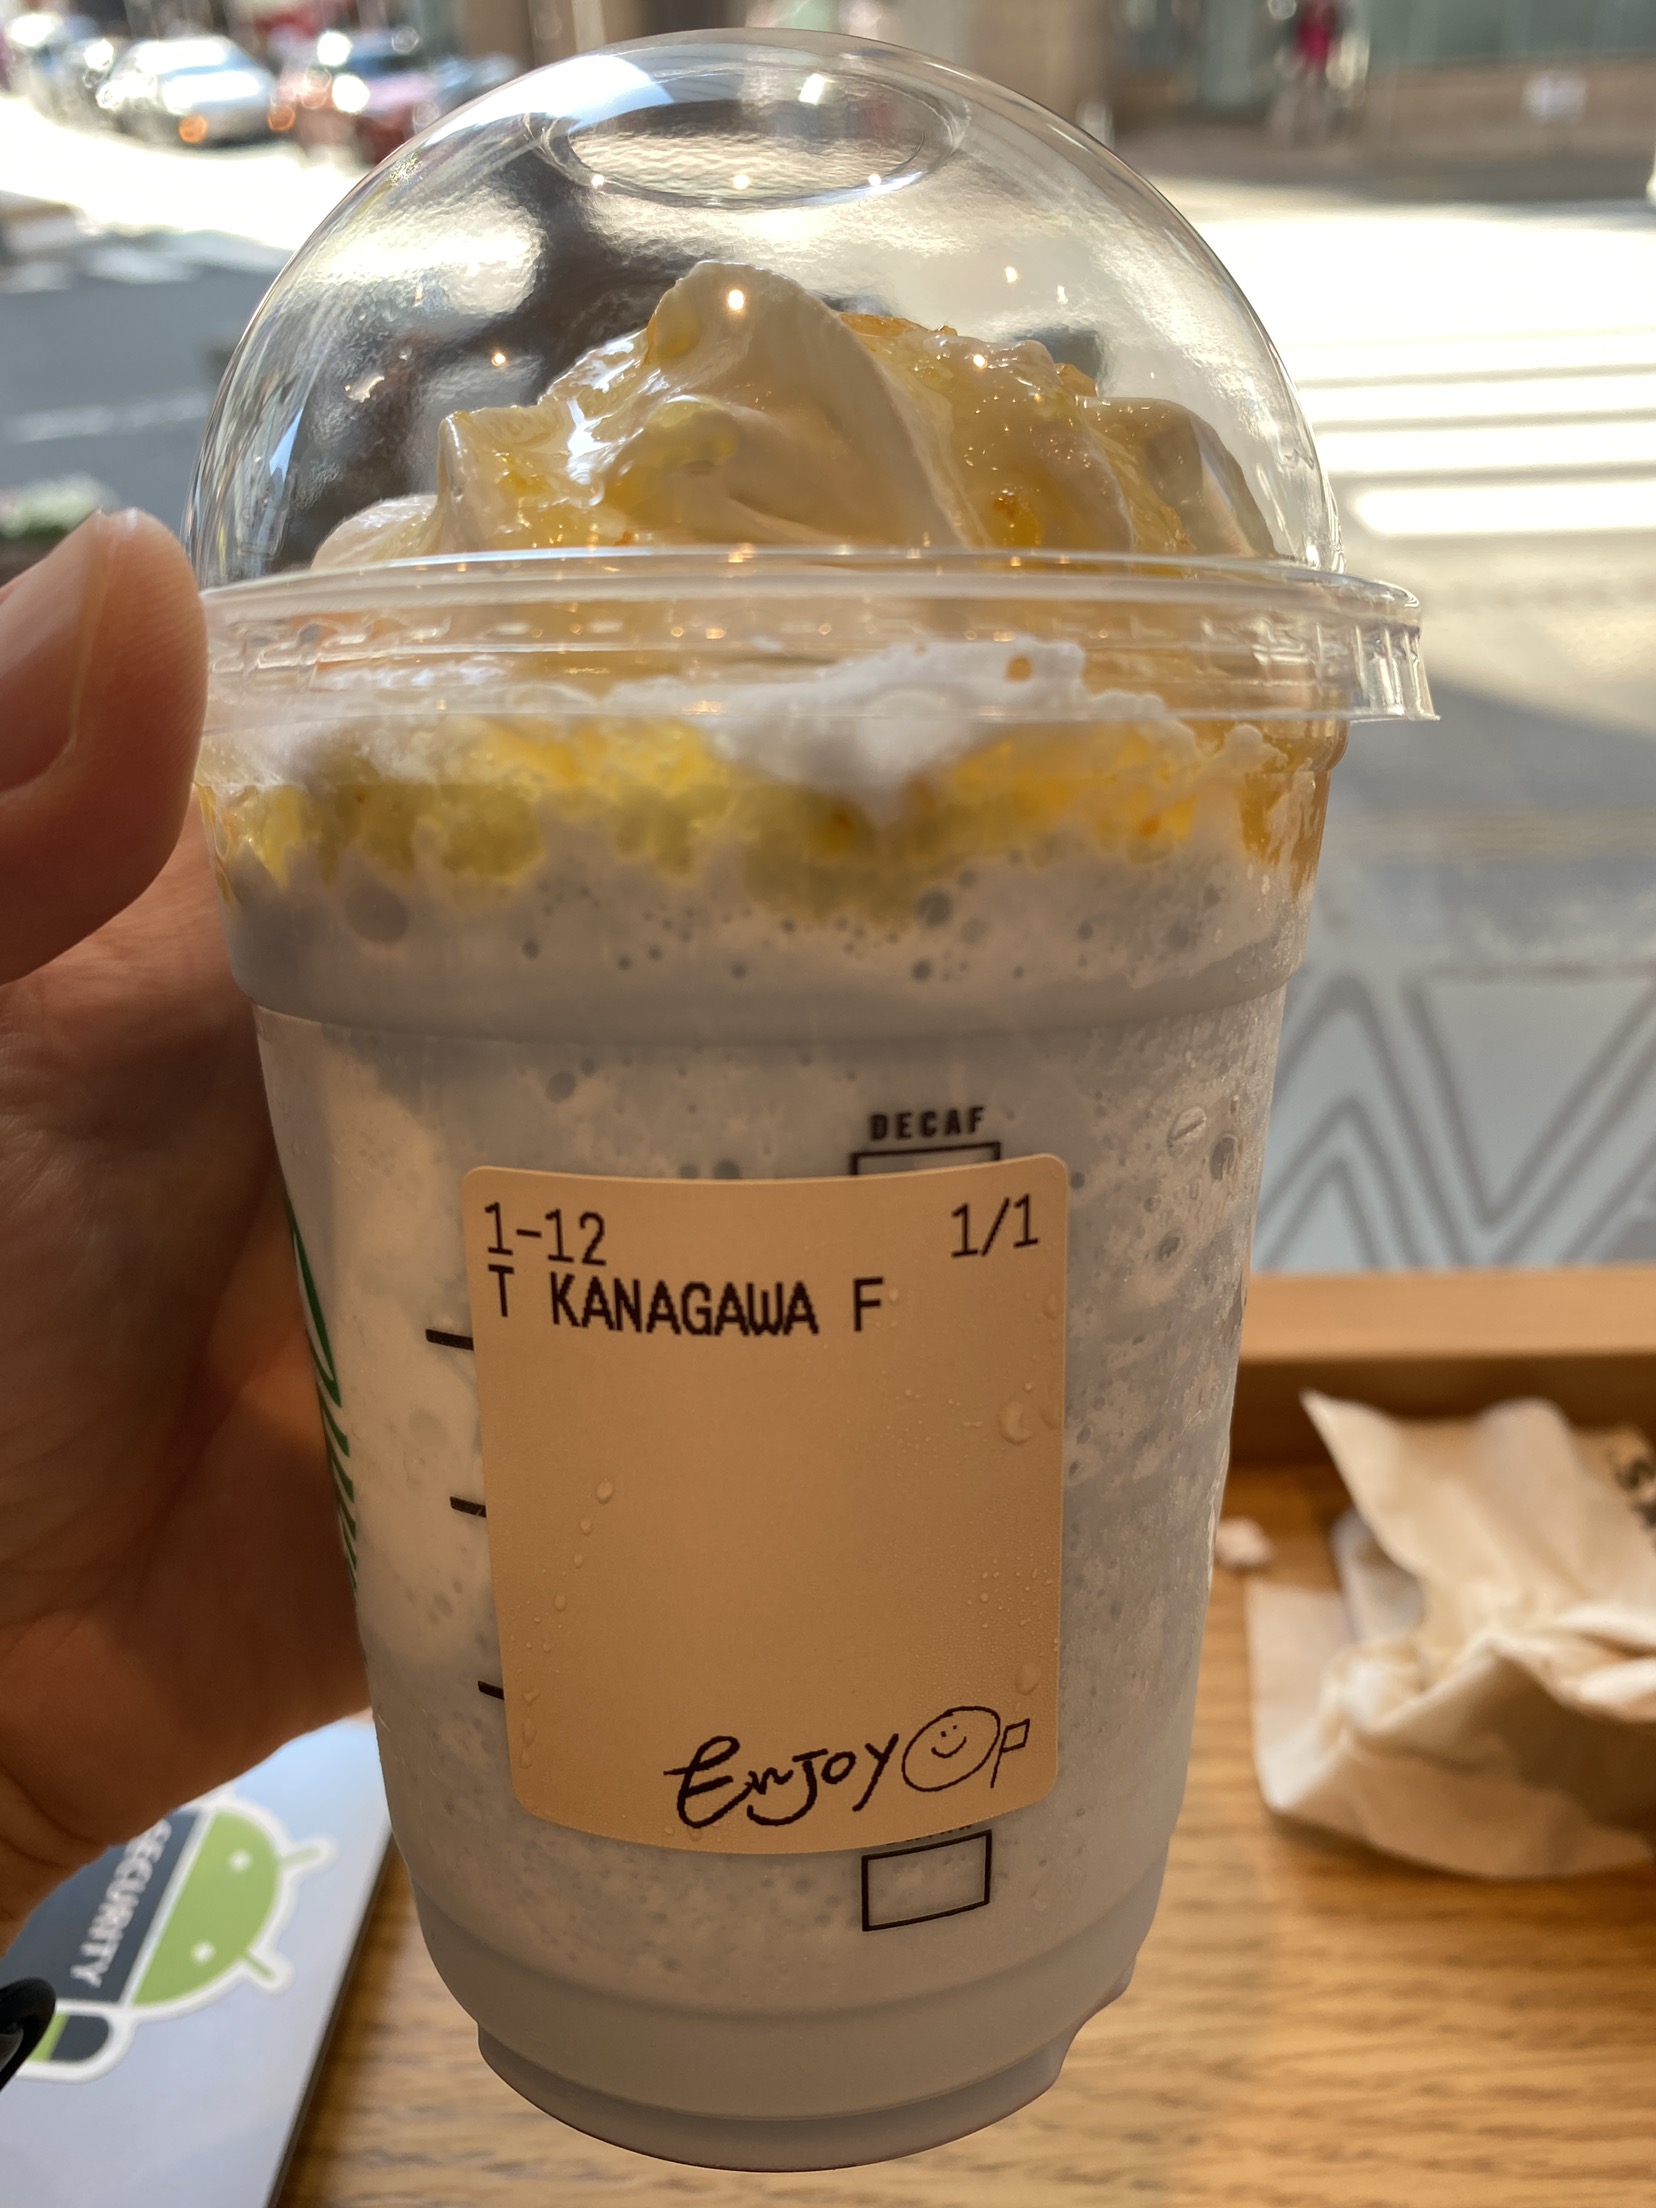 DECAF
1-12 1/1
T KANAGAWA F
Enjoy
SECURITY